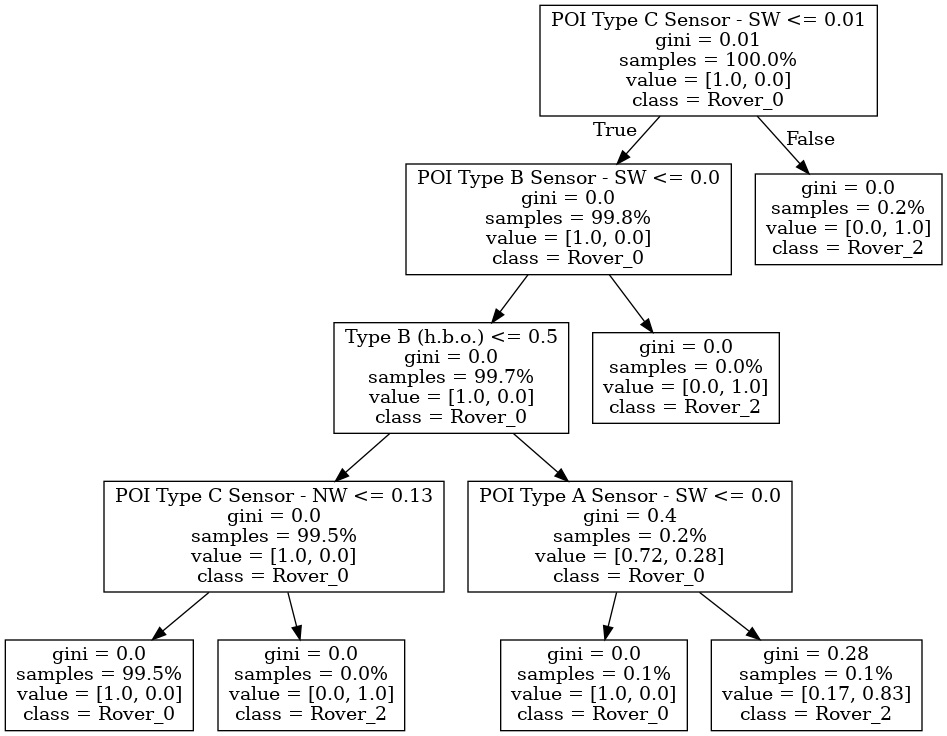 POI Type C Sensor - SW <= 0.01
gini = 0.01
samples = 100.0%
value = [1.0, 0.0]
class = Rover_0
True
False
POI Type B Sensor - SW <= 0.0
gini = 0.0
samples = 99.8%
value = [1.0, 0.0]
class = Rover_0
gini = 0.0
samples = 0.2%
value = [0.0, 1.0]
class = Rover_2
Type B (h.b.o.) <= 0.5
gini = 0.0
samples = 99.7%
value = [1.0, 0.0]
class = Rover_0
gini = 0.0
samples = 0.0%
value = [0.0, 1.0]
class = Rover_2
POI Type C Sensor - NW <= 0.13
gini = 0.0
samples = 99.5%
value = [1.0, 0.0]
class = Rover_0
POI Type A Sensor - SW <= 0.0
gini = 0.4
samples = 0.2%
value = [0.72, 0.28]
class = Rover_0
gini = 0.0
samples = 99.5%
value = [1.0, 0.0]
class = Rover_0
gini = 0.0
samples = 0.0%
value = [0.0, 1.0]
class = Rover_2
gini = 0.0
samples = 0.1%
value = [1.0, 0.0]
class = Rover_0
gini = 0.28
samples = 0.1%
value = [0.17, 0.83]
class = Rover_2